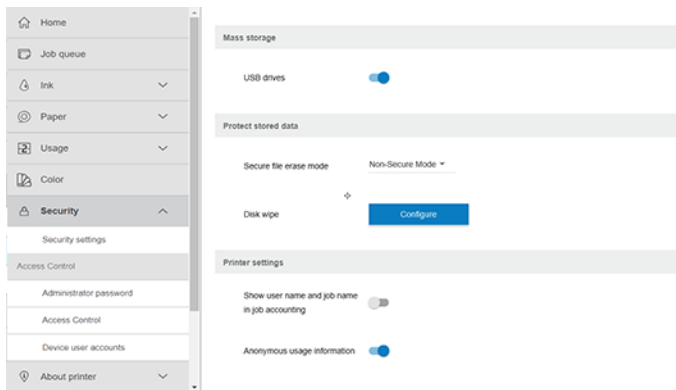 Home
Job queue
Ink
Paper
Usage
Color
Security
Security settings
Access Control
Administrator password
Access Control
Device user accounts
About printer
Mass storage
USB drives
Protect stored data
Secure file erase mode
Non-Secure Mode
Disk wipe
Configure
Printer settings
Show user name and job name
in job accounting
Anonymous usage information